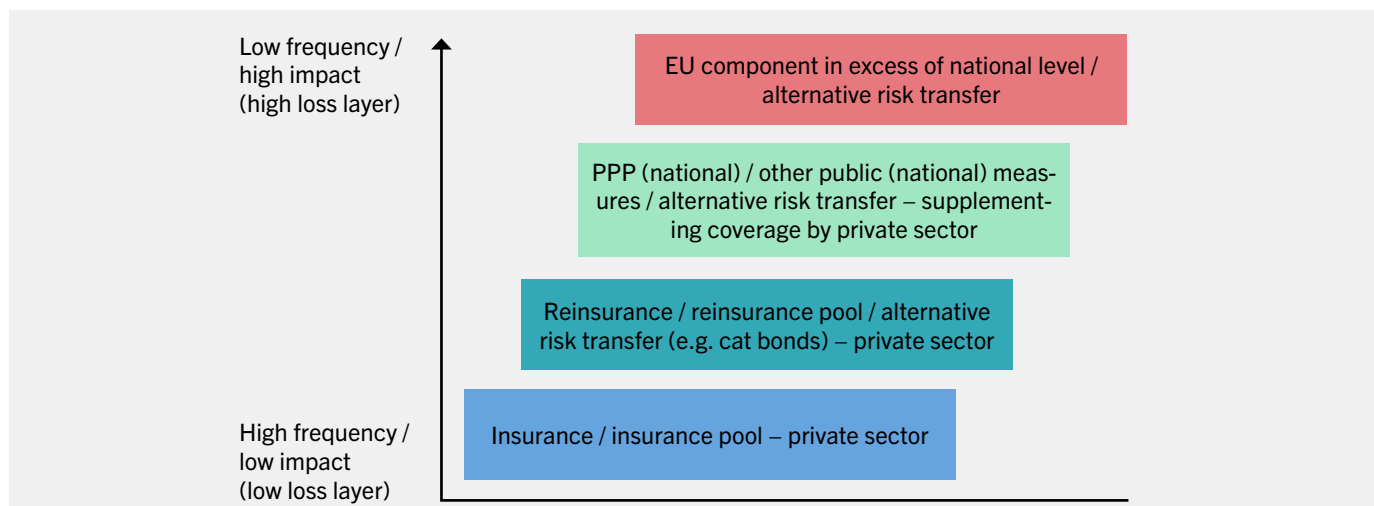 Low frequency /
high impact
(high loss layer)
EU component in excess of national level /
alternative risk transfer
PPP (national) / other public (national) meas-
ures / alternative risk transfer – supplement-
ing coverage by private sector
Reinsurance / reinsurance pool / alternative
risk transfer (e.g. cat bonds) – private sector
Insurance / insurance pool – private sector
High frequency /
low impact
(low loss layer)